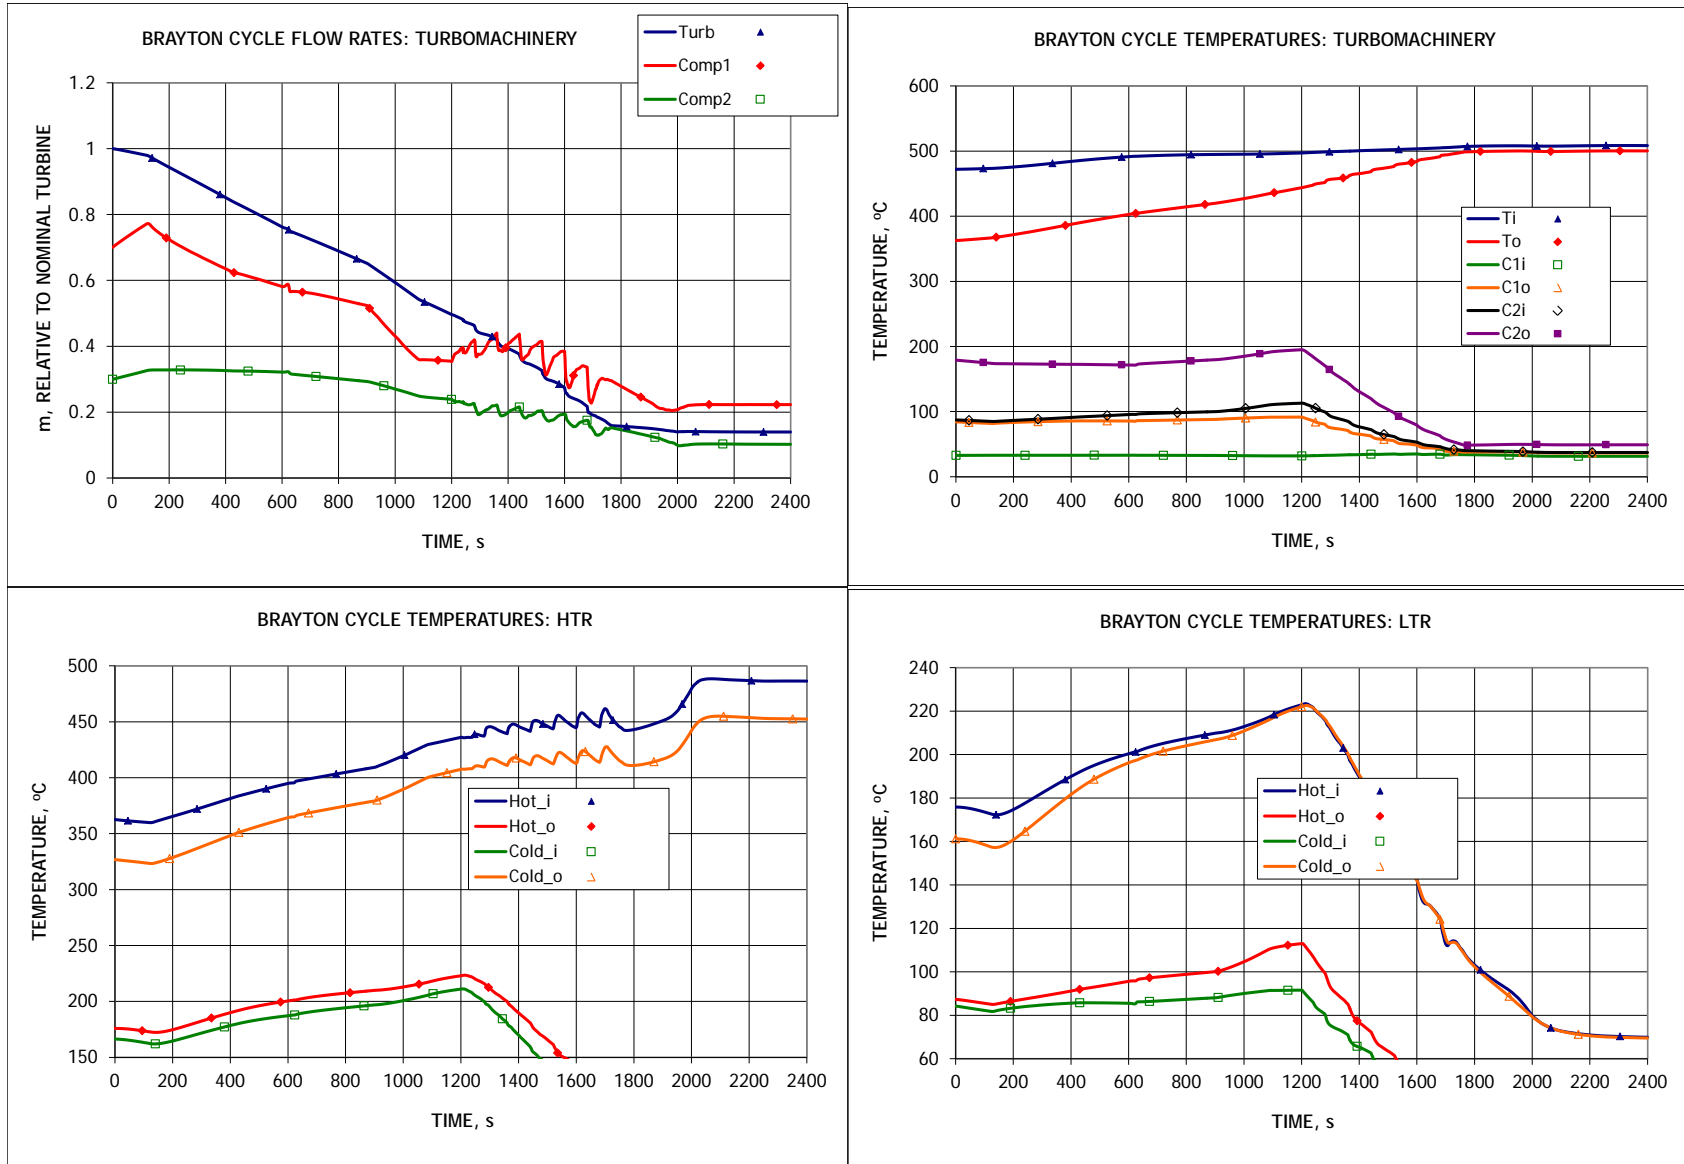 BRAYTON CYCLE FLOW RATES: TURBOMACHINERY
Turb
Comp1
Comp2
m, RELATIVE TO NOMINAL TURBINE
1.2
1
0.8
0.6
0.4
0.2
0
0 200 400 600 800 1000 1200 1400 1600 1800 2000 2200 2400
TIME, s
BRAYTON CYCLE TEMPERATURES: TURBOMACHINERY
TEMPERATURE, ºC
600
500
400
300
200
100
0
Ti
To
C1i
C1o
C2i
C2o
0 200 400 600 800 1000 1200 1400 1600 1800 2000 2200 2400
TIME, s
BRAYTON CYCLE TEMPERATURES: HTR
TEMPERATURE, ºC
500
450
400
350
300
250
200
150
Hot_i
Hot_o
Cold_i
Cold_o
0 200 400 600 800 1000 1200 1400 1600 1800 2000 2200 2400
TIME, s
BRAYTON CYCLE TEMPERATURES: LTR
TEMPERATURE, ºC
240
220
200
180
160
140
120
100
80
60
Hot_i
Hot_o
Cold_i
Cold_o
0 200 400 600 800 1000 1200 1400 1600 1800 2000 2200 2400
TIME, s